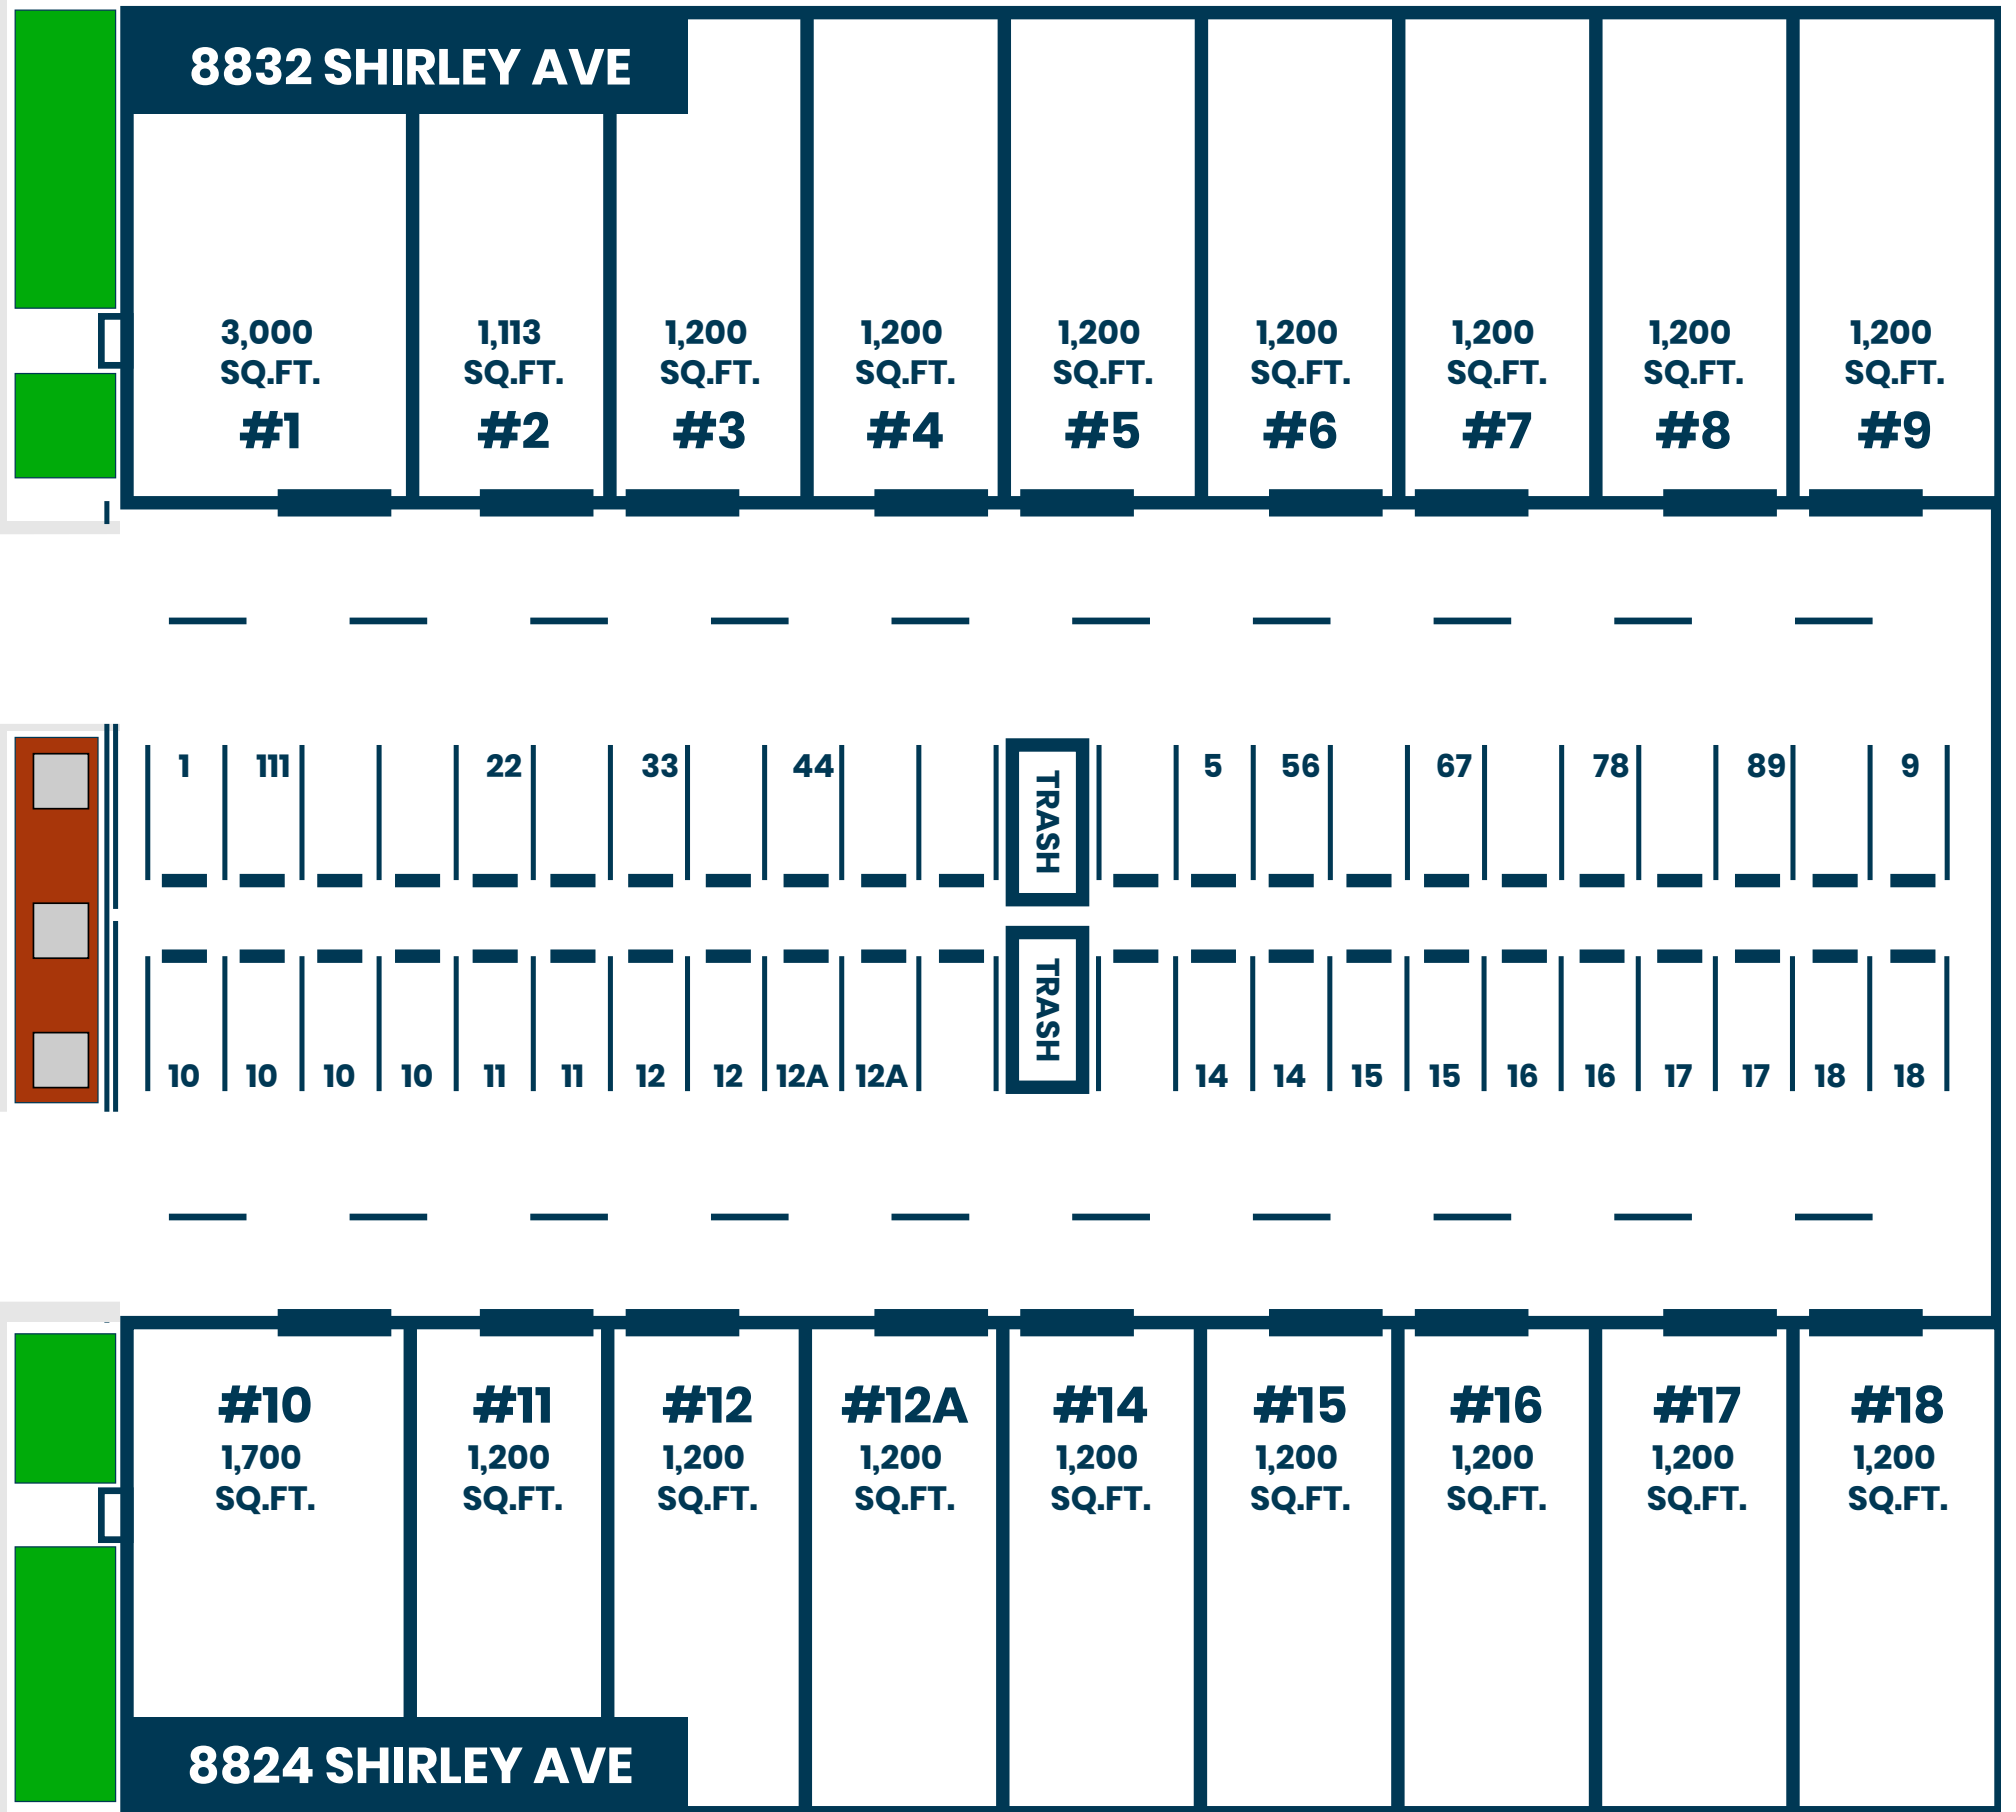 8832 SHIRLEY AVE
3,000 1,113 1,200 1,200 1,200 1,200 1,200 1,200 1,200
SQ.FT. SQ.FT. SQ.FT. SQ.FT. SQ.FT. SQ.FT. SQ.FT. SQ.FT. SQ.FT.
#1 #2 #3 #4 #5 #6 #7 #8 #9
1 111 22 33 44 5 56 67 78 89 9
TRASH
TRASH
10 10 10 10 11 11 12 12 12A 12A 14 14 15 15 16 16 17 17 18 18
#10 #11 #12 #12A #14 #15 #16 #17 #18
1,700 1,200 1,200 1,200 1,200 1,200 1,200 1,200 1,200
SQ.FT. SQ.FT. SQ.FT. SQ.FT. SQ.FT. SQ.FT. SQ.FT. SQ.FT. SQ.FT.
8824 SHIRLEY AVE